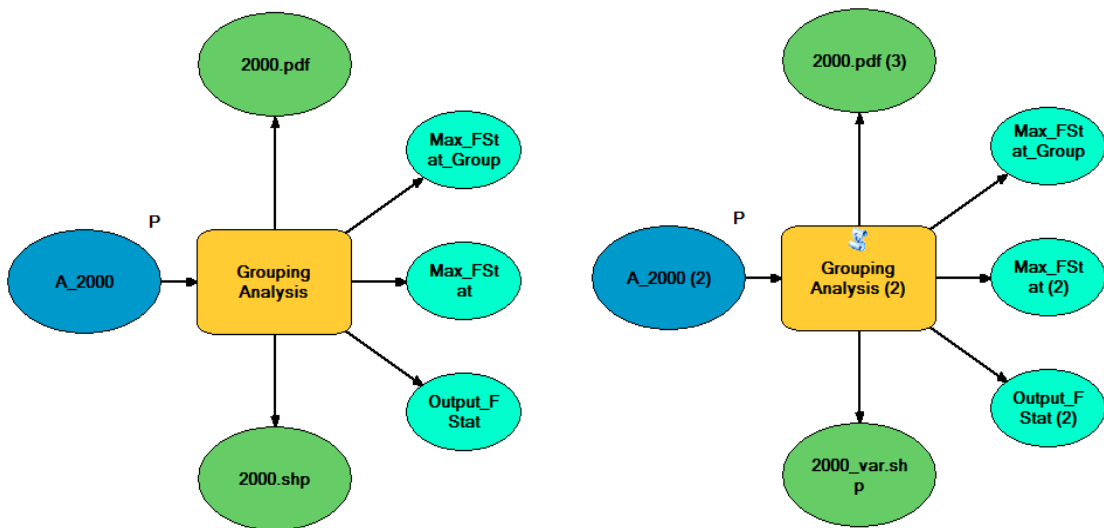 2000.pdf
Max_FSt
at_Group
P
A_2000
Grouping
Analysis
Max_FSt
at
Output_F
Stat
2000.shp
2000.pdf (3)
Max_FSt
at_Group
P
A_2000 (2)
Grouping
Analysis (2)
Max_FSt
at (2)
Output_F
Stat (2)
2000_var.sh
p